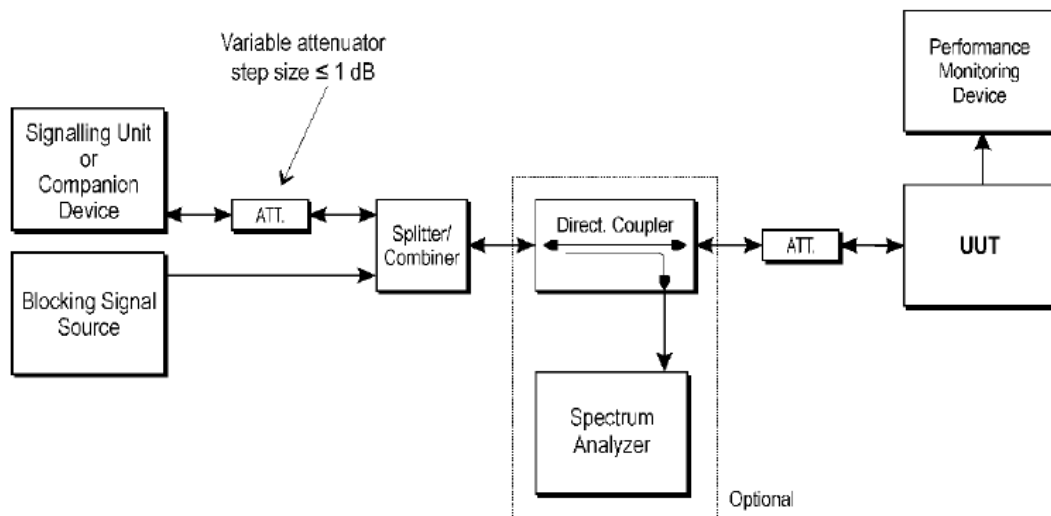 Variable attenuator
step size ≤ 1 dB
Performance
Monitoring
Device
Signalling Unit
or
Companion
Device
ATT.
Splitter/
Combiner
Direct. Coupler
ATT.
UUT
Blocking Signal
Source
Spectrum
Analyzer
Optional